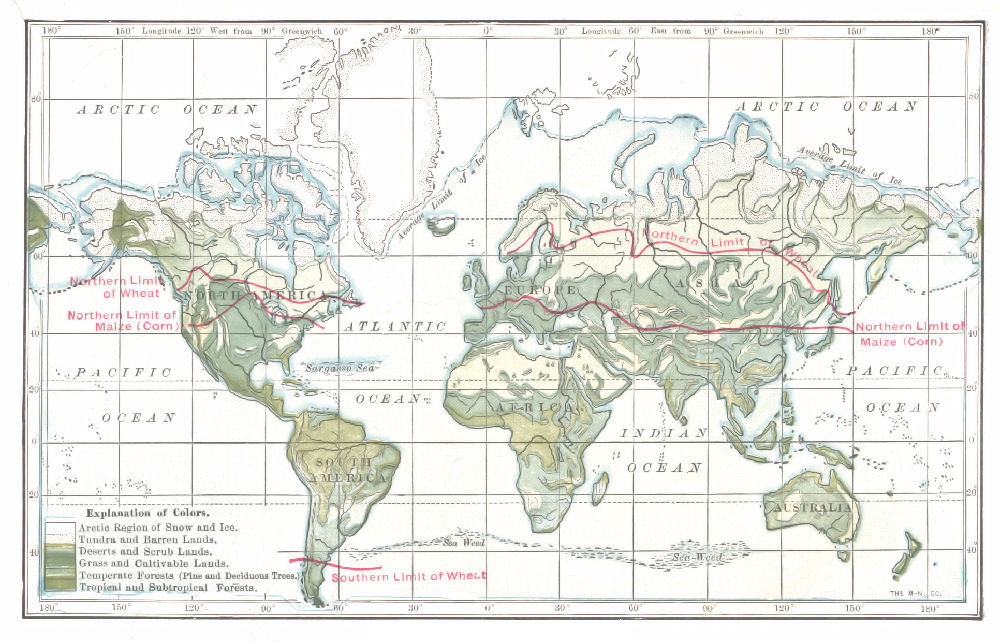 180° 150° Longitude 120° West from 90° Greenwich 60° 30° 0° 30° Longitude 60° East from 90° Greenwich 120° 150° 180°
80 80
ARCTIC OCEAN ARCTIC OCEAN
Average Limit of Ice
Average Limit of Ice
60
Northern Limit of Wheat
Northern Limit
of Wheat
NORTH AMERICA
EUROPE
ASIA
Northern Limit of
Maize (Corn)
Northern Limit of
Maize (Corn)
40 40
ATLANTIC
OCEAN
Sargasso Sea
PACIFIC
OCEAN
PACIFIC
OCEAN
20 20
AFRICA
INDIAN
OCEAN
0 0
SOUTH
AMERICA
20 20
AUSTRALIA
Explanation of Colors.
Arctic Region of Snow and Ice.
Tundra and Barren Lands,
Deserts and Scrub Lands,
Grass and Cultivable Lands.
Temperate Forests (Pine and Deciduous Trees.)
Tropical and Subtropical Forests.
40 40
Sea Weed
Sea Weed
Southern Limit of Wheat
THE M.-N. CO.
180° 150° 120° 90° 60° 30° 0° 30° 60° 90° 120° 150° 180°